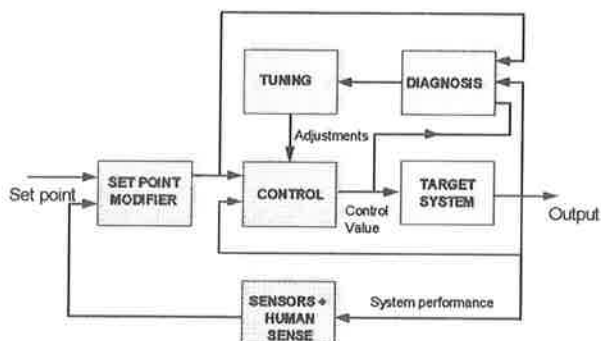 TUNING
DIAGNOSIS
Adjustments
Set point
SET POINT
MODIFIER
CONTROL
Control
Value
TARGET
SYSTEM
Output
SENSORS +
HUMAN
SENSE
System performance